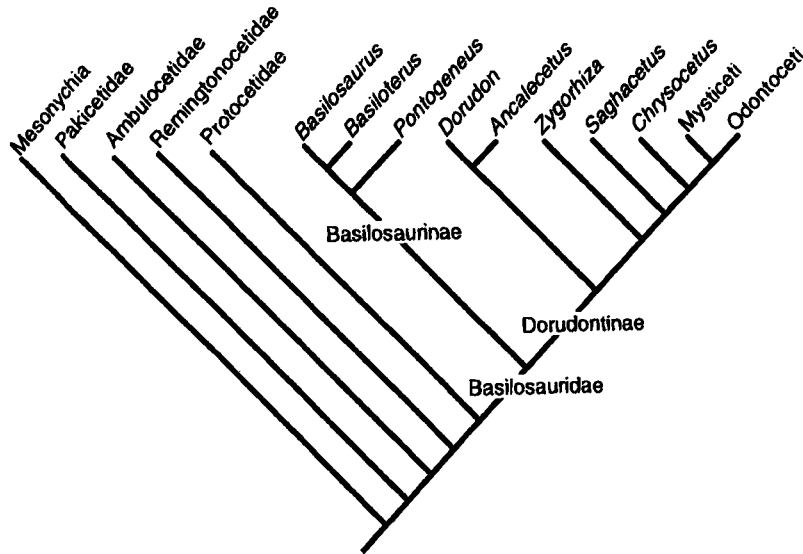 Mesonychia
Pakicetidae
Ambulocetidae
Remingtonocetidae
Protocetidae
Basilosaurus
Basiloterus
Pontogeneus
Dorudon
Ancalecetus
Zygorhiza
Saghacetus
Chrysocetus
Mysticeti
Odontoceti
Basilosaurinae
Dorudontinae
Basilosauridae